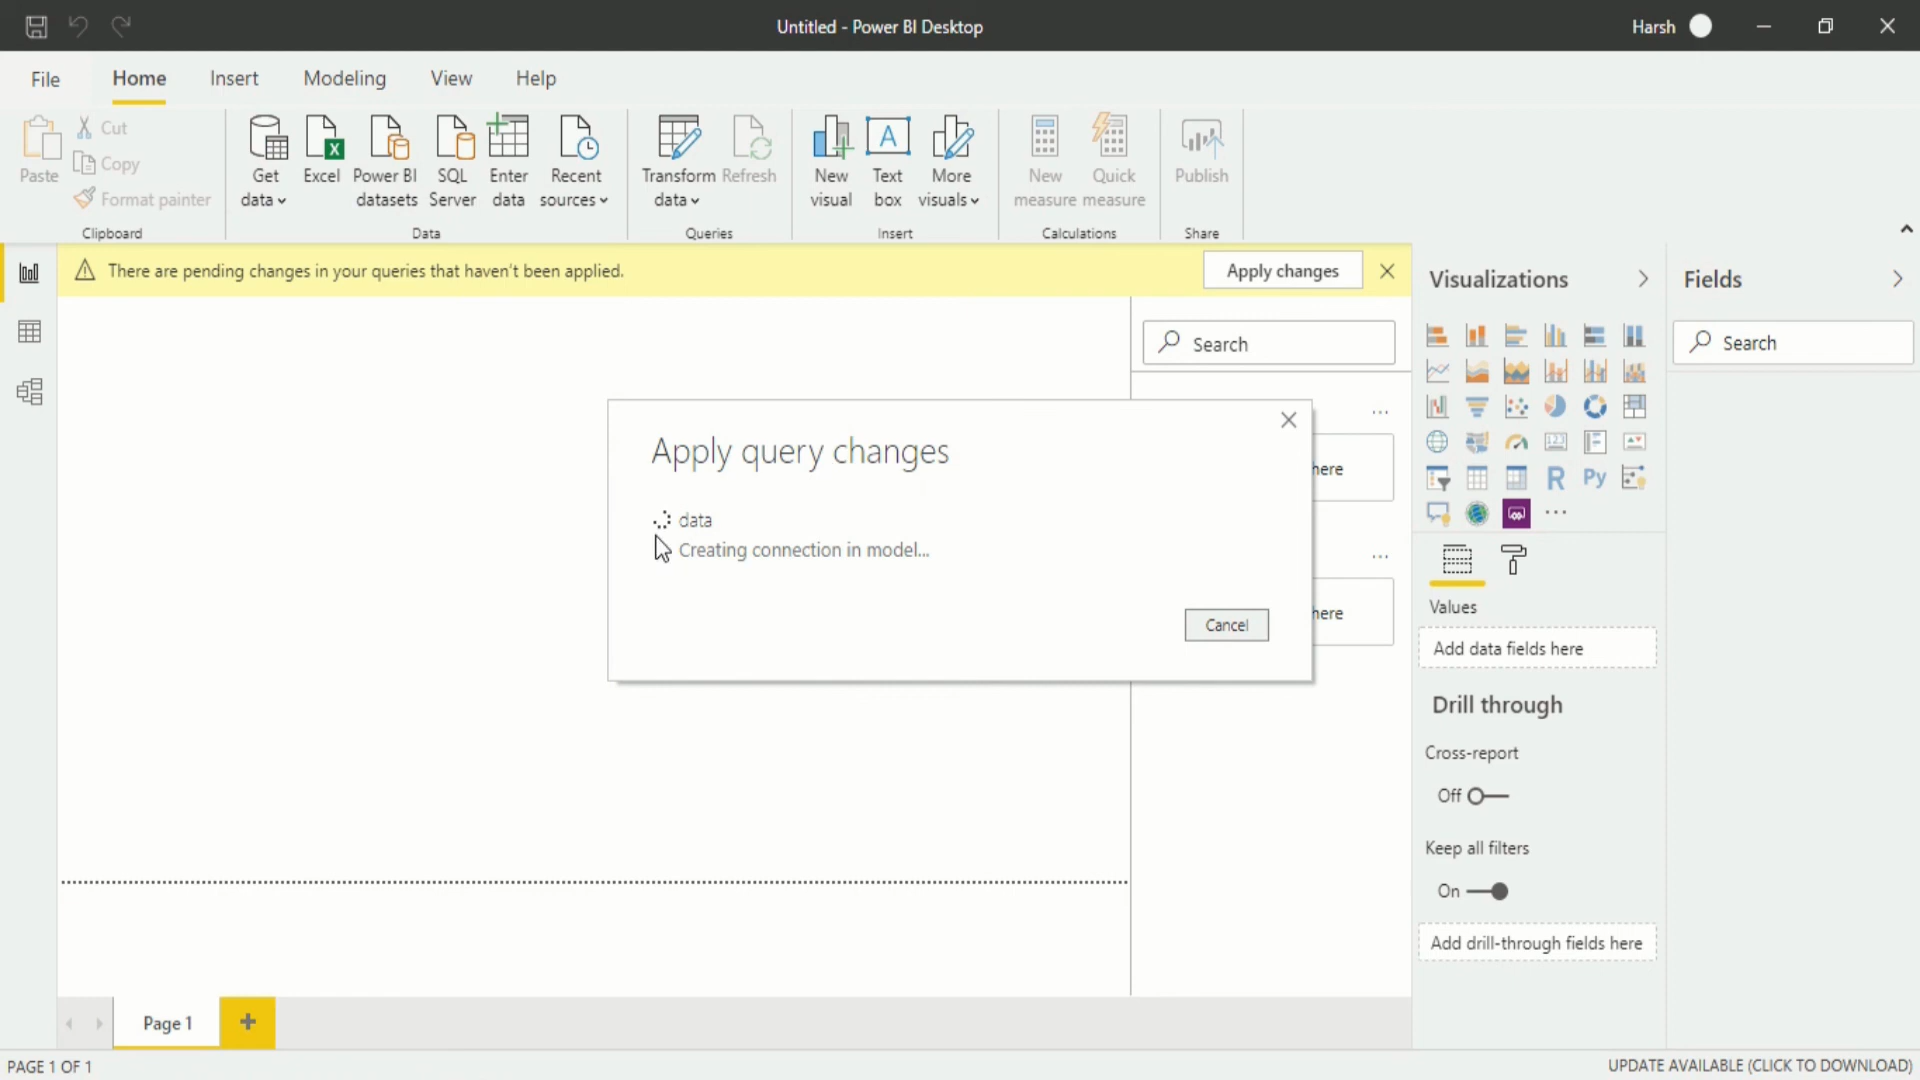 Untitled - Power BI Desktop
Harsh
File
Home
Insert
Modeling
View
Help
Paste
Cut
Copy
Format painter
Clipboard
Get data
Excel
Power BI datasets
SQL Server
Enter data
Recent sources
Data
Transform data
Refresh
Queries
New visual
Text box
More visuals
Insert
New measure
Quick measure
Calculations
Publish
Share
There are pending changes in your queries that haven't been applied.
Apply changes
Search
here
here
Apply query changes
data
Creating connection in model...
Cancel
Visualizations
R
Py
Values
Add data fields here
Drill through
Cross-report
Off
Keep all filters
On
Add drill-through fields here
Fields
Search
Page 1
PAGE 1 OF 1
UPDATE AVAILABLE (CLICK TO DOWNLOAD)